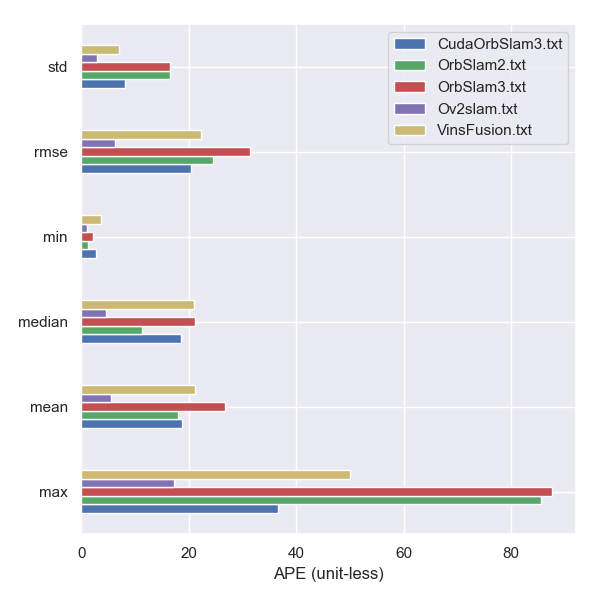 CudaOrbSlam3.txt
OrbSlam2.txt
OrbSlam3.txt
Ov2slam.txt
VinsFusion.txt
std
rmse
min
median
mean
max
0 20 40 60 80
APE (unit-less)